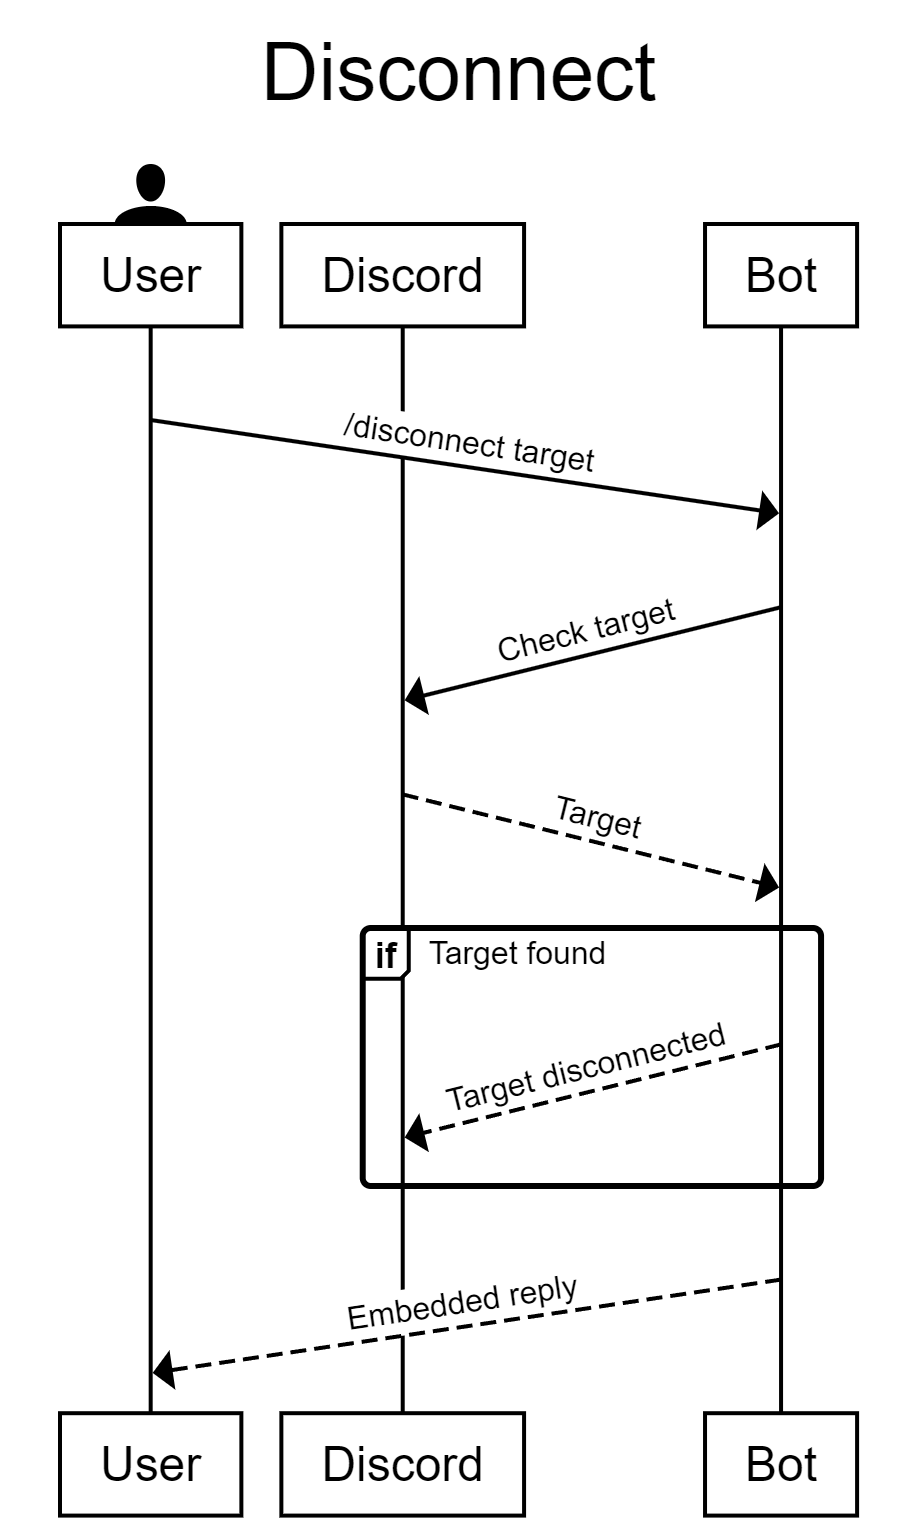 Disconnect
User
Discord
Bot
/disconnect target
Check target
Target
if
Target found
Target disconnected
Embedded reply
User
Discord
Bot